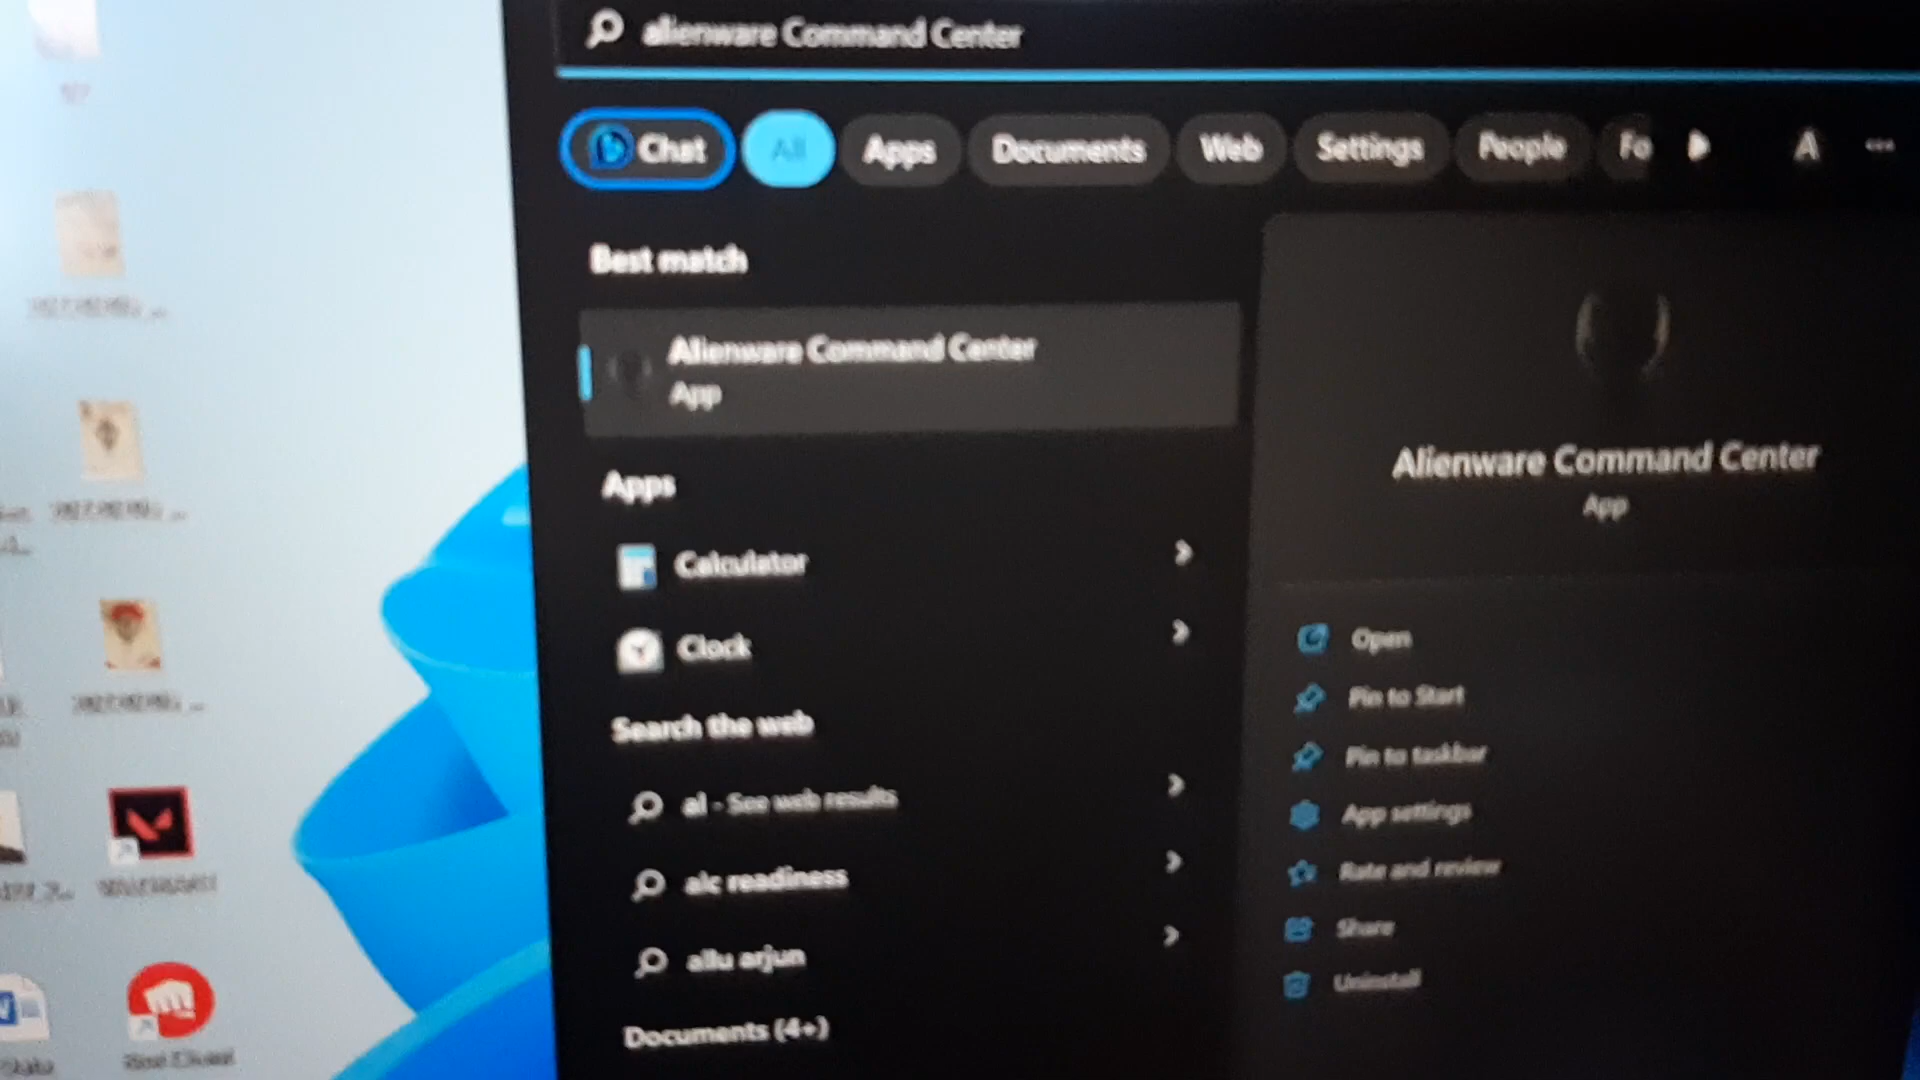 alienware Command Center
Chat
All
Apps
Documents
Web
Settings
People
Fo
A
Best match
Alienware Command Center
App
Apps
Calculator
Clock
Search the web
al - See web results
alc readiness
allu arjun
Documents (4+)
Alienware Command Center
App
Open
Pin to Start
Pin to taskbar
App settings
Rate and review
Share
Uninstall